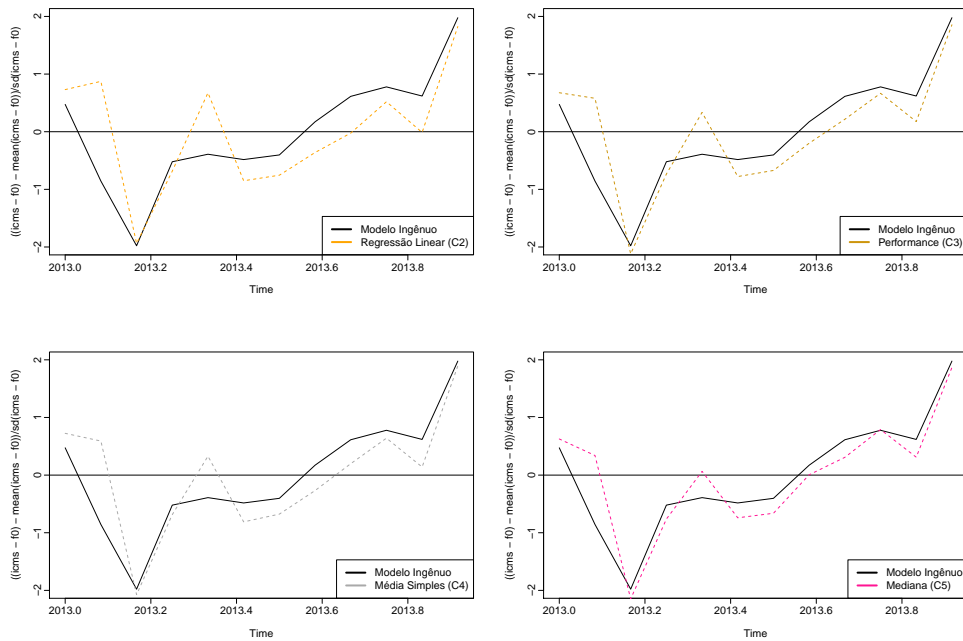 ((icms − f0) − mean(icms − f0))/sd(icms − f0)
2
1
0
−1
−2
2013.0
2013.2
2013.4
2013.6
2013.8
Time
Modelo Ingênuo
Regressão Linear (C2)
((icms − f0) − mean(icms − f0))/sd(icms − f0)
2
1
0
−1
−2
2013.0
2013.2
2013.4
2013.6
2013.8
Time
Modelo Ingênuo
Performance (C3)
((icms − f0) − mean(icms − f0))/sd(icms − f0)
2
1
0
−1
−2
2013.0
2013.2
2013.4
2013.6
2013.8
Time
Modelo Ingênuo
Média Simples (C4)
((icms − f0) − mean(icms − f0))/sd(icms − f0)
2
1
0
−1
−2
2013.0
2013.2
2013.4
2013.6
2013.8
Time
Modelo Ingênuo
Mediana (C5)